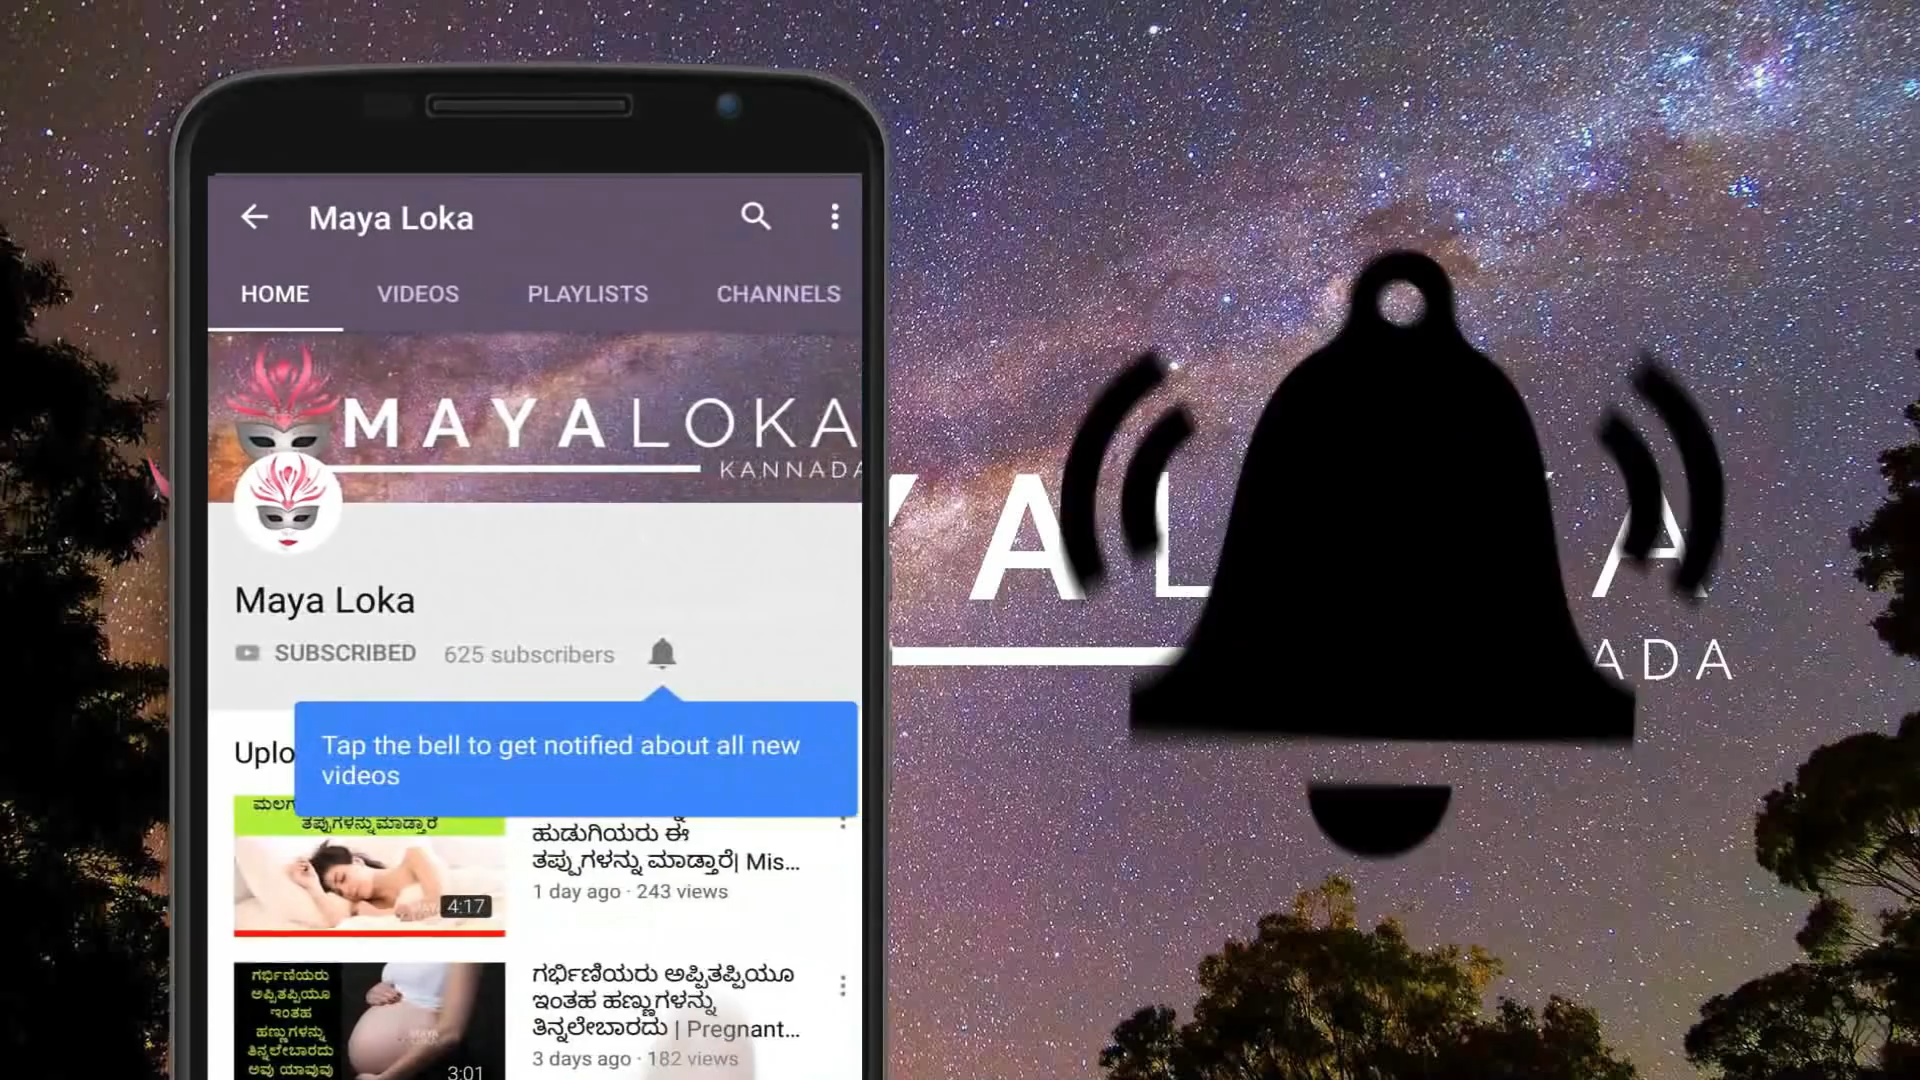 Maya Loka
HOME VIDEOS PLAYLISTS CHANNELS
MAYALOKA
KANNADA
Maya Loka
SUBSCRIBED 625 subscribers
Tap the bell to get notified about all new
videos
Uplo
ತಪ್ಪುಗಳನ್ನು ಮಾಡ್ತಾರೆ
4:17
ಹುಡುಗಿಯರು ಈ
ತಪ್ಪುಗಳನ್ನು ಮಾಡ್ತಾರೆ| Mis...
1 day ago · 243 views
ಗರ್ಭಿಣಿಯರು
ಅಪ್ಪಿತಪ್ಪಿಯೂ
ಇಂತಹ
ಹಣ್ಣುಗಳನ್ನು
ತಿನ್ನಲೇಬಾರದು
ಅವು ಯಾವುವು
3:01
ಗರ್ಭಿಣಿಯರು ಅಪ್ಪಿತಪ್ಪಿಯೂ
ಇಂತಹ ಹಣ್ಣುಗಳನ್ನು
ತಿನ್ನಲೇಬಾರದು | Pregnant...
3 days ago · 182 views
A L A
ADA